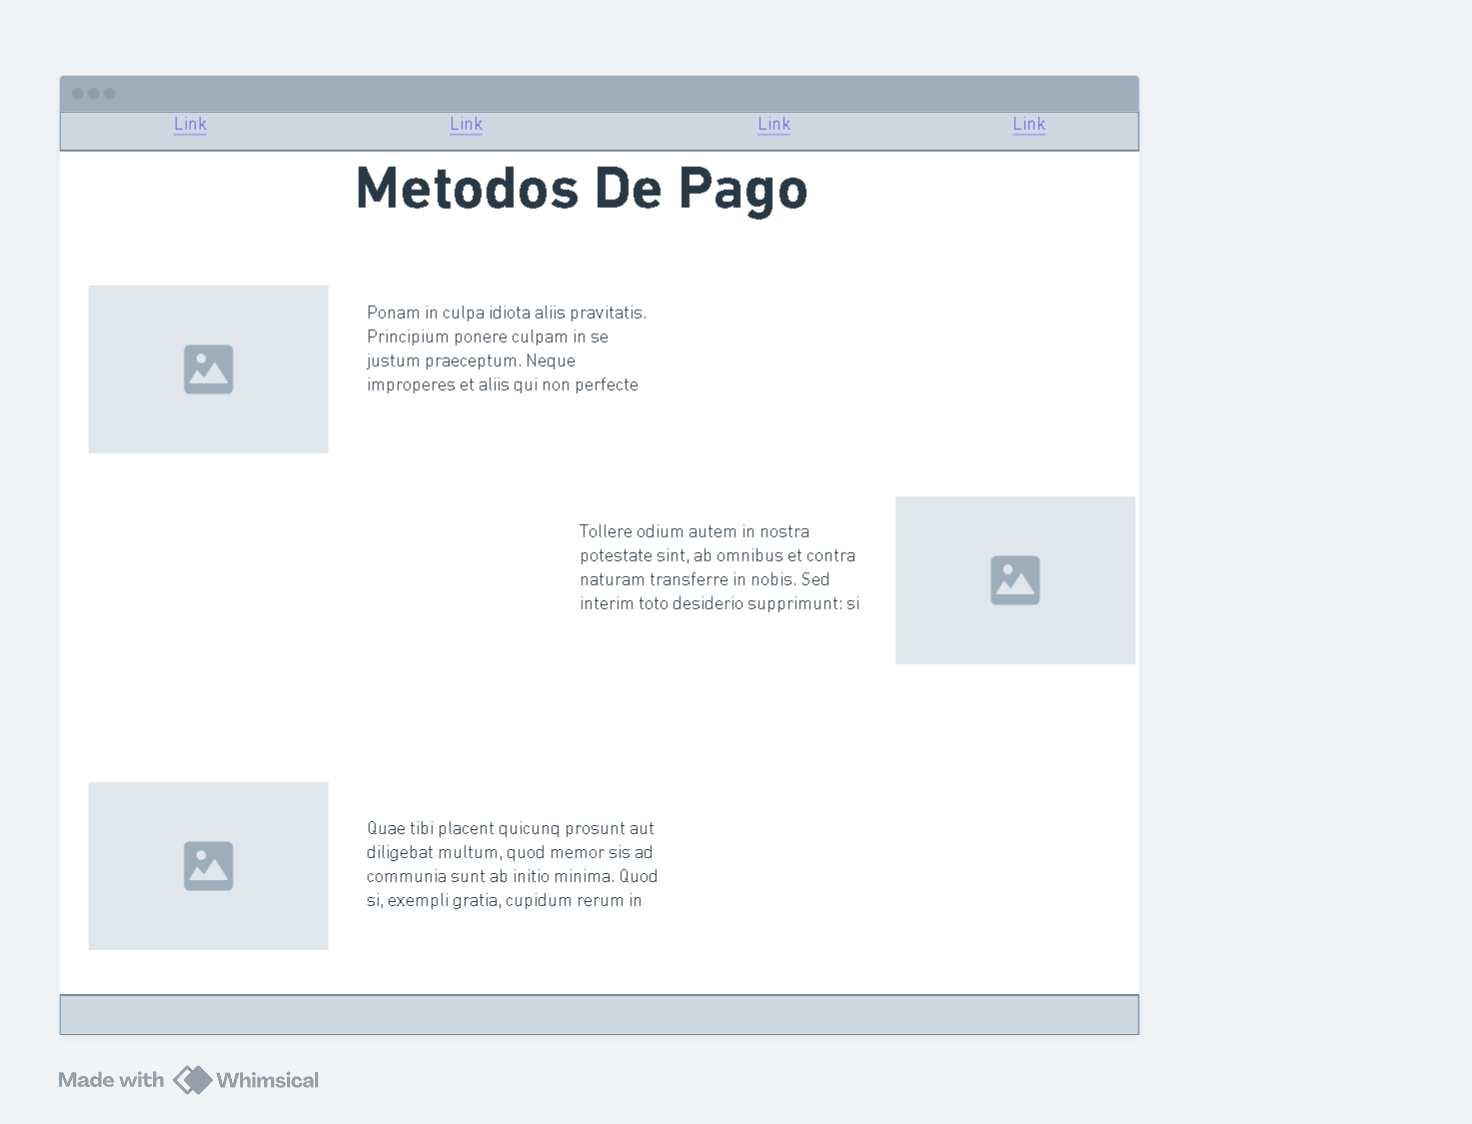 Link Link Link Link
Metodos De Pago
Ponam in culpa idiota aliis pravitatis.
Principium ponere culpam in se
justum praeceptum. Neque
improperes et aliis qui non perfecte
Tollere odium autem in nostra
potestate sint, ab omnibus et contra
naturam transferre in nobis. Sed
interim toto desiderio supprimunt: si
Quae tibi placent quicunq prosunt aut
diligebat multum, quod memor sis ad
communia sunt ab initio minima. Quod
si, exempli gratia, cupidum rerum in
Made with Whimsical